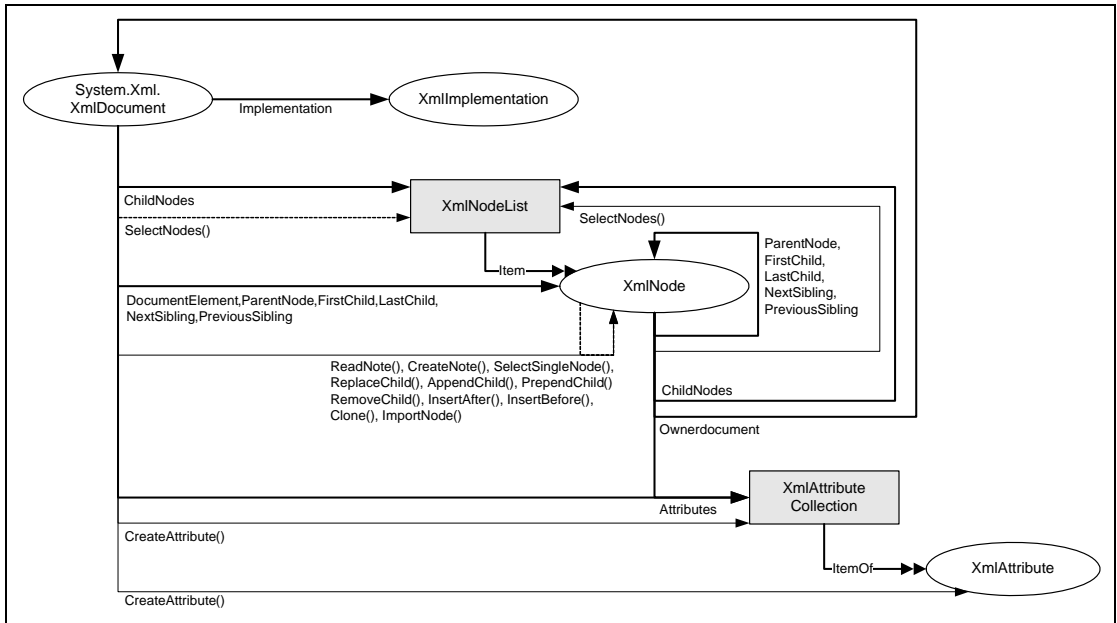 System.Xml.
XmlDocument
Implementation
XmlImplementation
ChildNodes
XmlNodeList
SelectNodes()
SelectNodes()
Item
XmlNode
ParentNode,
FirstChild,
LastChild,
NextSibling,
PreviousSibling
DocumentElement,ParentNode,FirstChild,LastChild,
NextSibling,PreviousSibling
ReadNote(), CreateNote(), SelectSingleNode(),
ReplaceChild(), AppendChild(), PrependChild()
RemoveChild(), InsertAfter(), InsertBefore(),
Clone(), ImportNode()
ChildNodes
Ownerdocument
XmlAttribute
Collection
Attributes
CreateAttribute()
ItemOf
XmlAttribute
CreateAttribute()